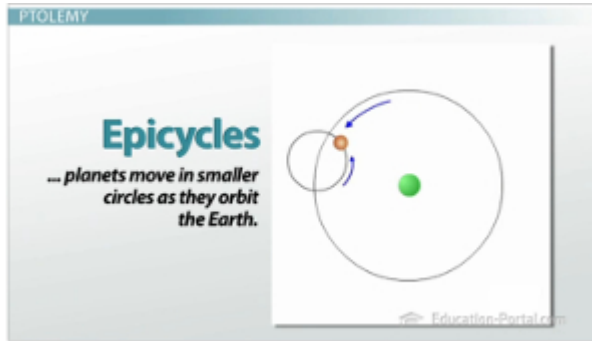 PTOLEMY
Epicycles
... planets move in smaller
circles as they orbit
the Earth.
Education-Portal.com